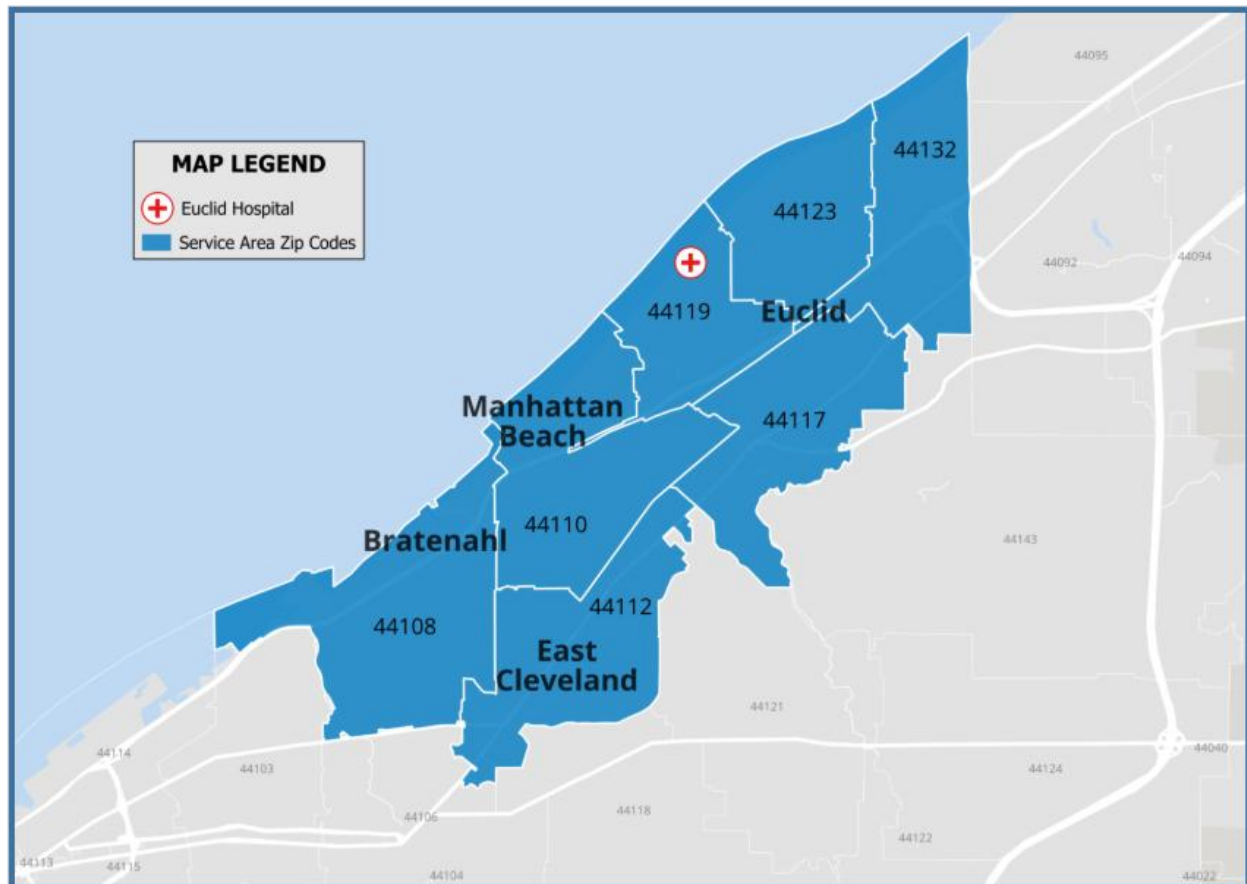 44095
MAP LEGEND
Euclid Hospital
Service Area Zip Codes
44132
44123
44092
44094
44119
Euclid
Manhattan
Beach
44117
44110
Bratenahl
44143
44112
44108
East
Cleveland
44121
44114
44103
44040
44124
44106
44118
44122
44113
44115
44104
44022